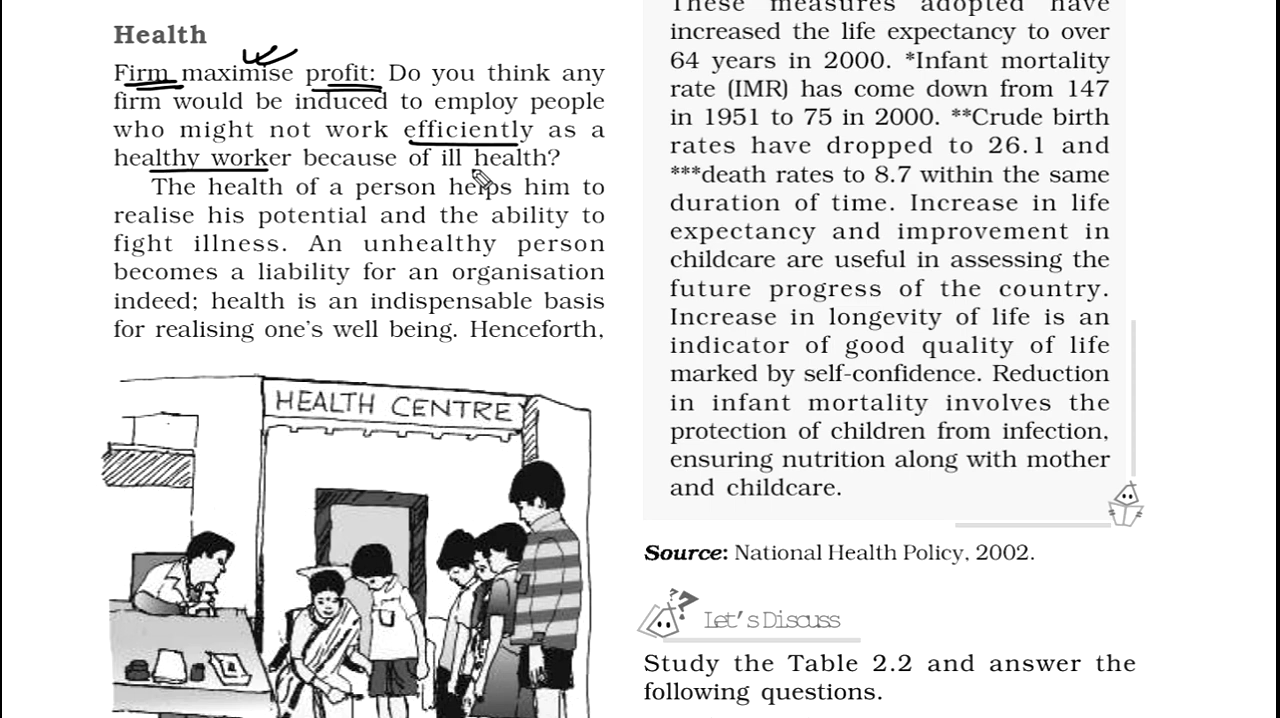 Health
Firm maximise profit: Do you think any
firm would be induced to employ people
who might not work efficiently as a
healthy worker because of ill health?
The health of a person helps him to
realise his potential and the ability to
fight illness. An unhealthy person
becomes a liability for an organisation
indeed; health is an indispensable basis
for realising one's well being. Henceforth,
HEALTH CENTRE
These measures adopted have
increased the life expectancy to over
64 years in 2000. *Infant mortality
rate (IMR) has come down from 147
in 1951 to 75 in 2000. **Crude birth
rates have dropped to 26.1 and
***death rates to 8.7 within the same
duration of time. Increase in life
expectancy and improvement in
childcare are useful in assessing the
future progress of the country.
Increase in longevity of life is an
indicator of good quality of life
marked by self-confidence. Reduction
in infant mortality involves the
protection of children from infection,
ensuring nutrition along with mother
and childcare.
Source: National Health Policy, 2002.
??
Let's Discuss
Study the Table 2.2 and answer the
following questions.